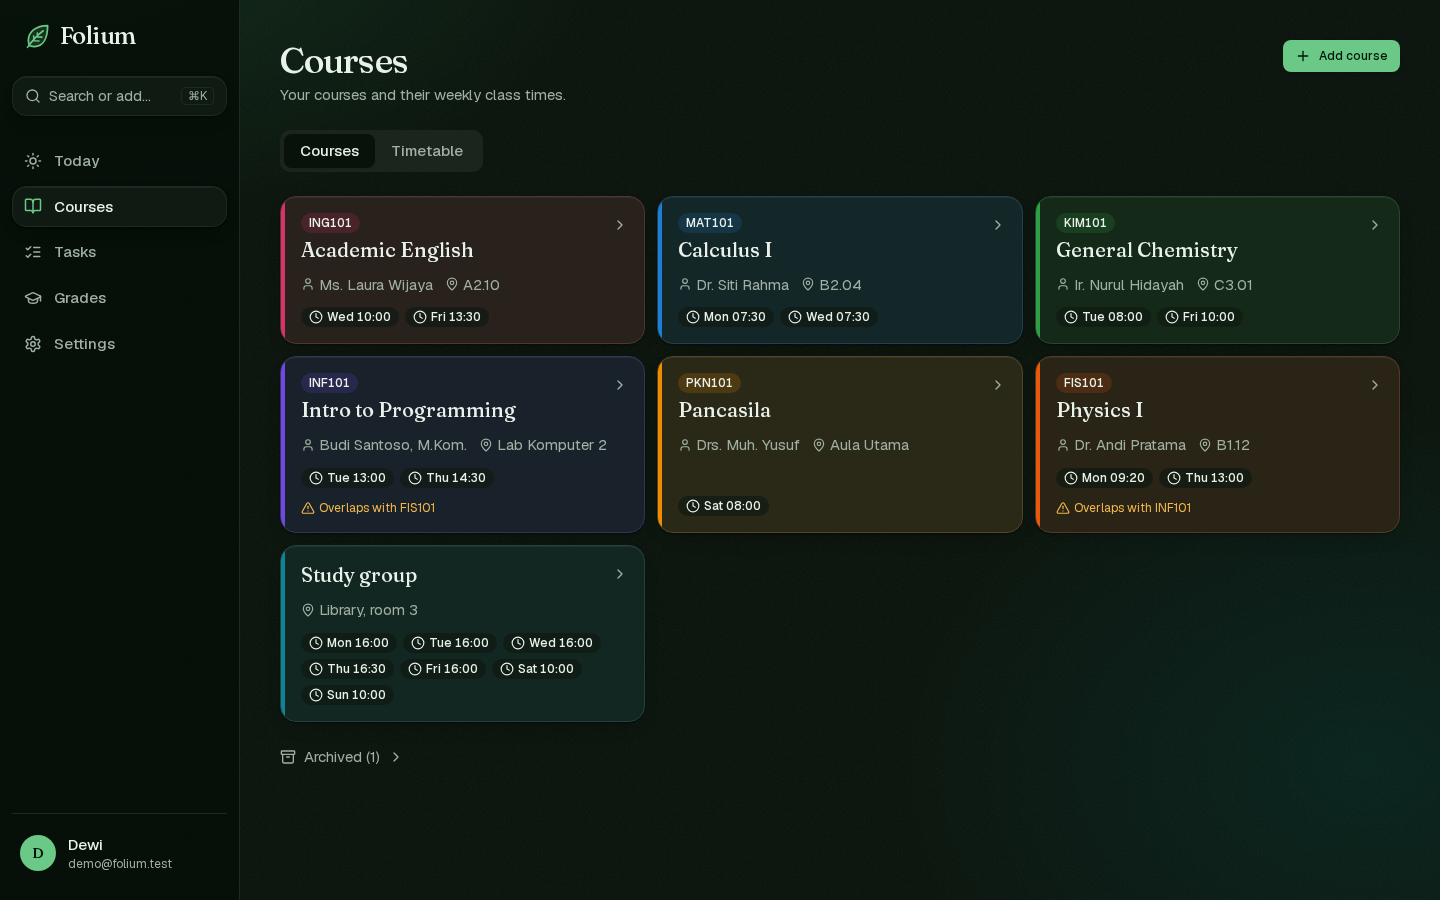 Folium
Search or add... ⌘K
Today
Courses
Tasks
Grades
Settings
D
Dewi
demo@folium.test
Courses
Your courses and their weekly class times.
Add course
Courses Timetable
ING101
Academic English
Ms. Laura Wijaya A2.10
Wed 10:00 Fri 13:30
MAT101
Calculus I
Dr. Siti Rahma B2.04
Mon 07:30 Wed 07:30
KIM101
General Chemistry
Ir. Nurul Hidayah C3.01
Tue 08:00 Fri 10:00
INF101
Intro to Programming
Budi Santoso, M.Kom. Lab Komputer 2
Tue 13:00 Thu 14:30
Overlaps with FIS101
PKN101
Pancasila
Drs. Muh. Yusuf Aula Utama
Sat 08:00
FIS101
Physics I
Dr. Andi Pratama B1.12
Mon 09:20 Thu 13:00
Overlaps with INF101
Study group
Library, room 3
Mon 16:00 Tue 16:00 Wed 16:00
Thu 16:30 Fri 16:00 Sat 10:00
Sun 10:00
Archived (1)